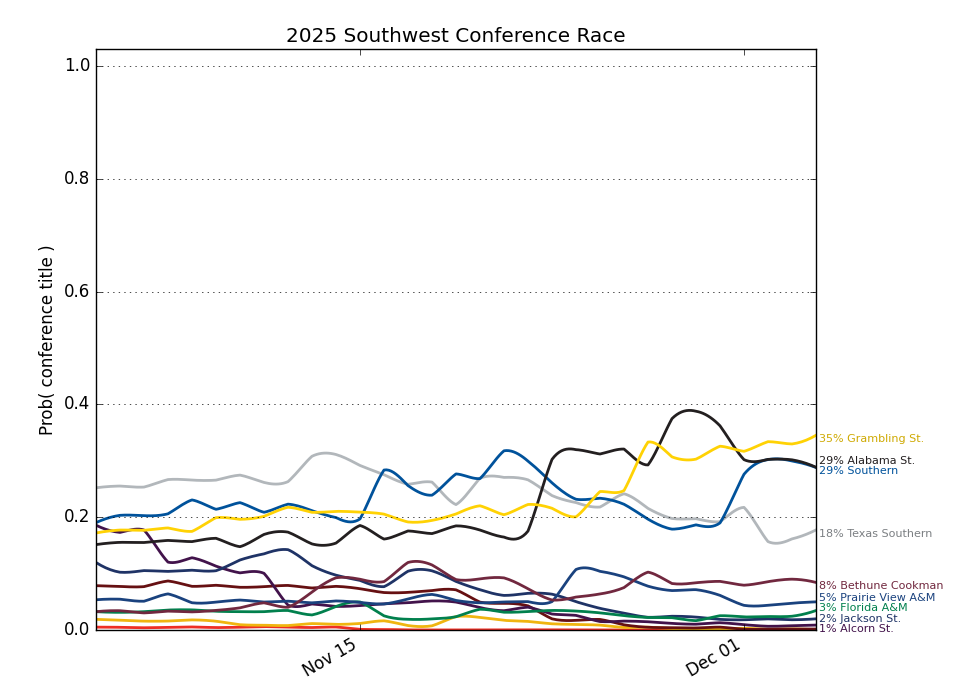 2025 Southwest Conference Race
1.0
0.8
0.6
0.4
0.2
0.0
Prob( conference title )
Nov 15
Dec 01
35% Grambling St.
29% Alabama St.
29% Southern
18% Texas Southern
8% Bethune Cookman
5% Prairie View A&M
3% Florida A&M
2% Jackson St.
1% Alcorn St.